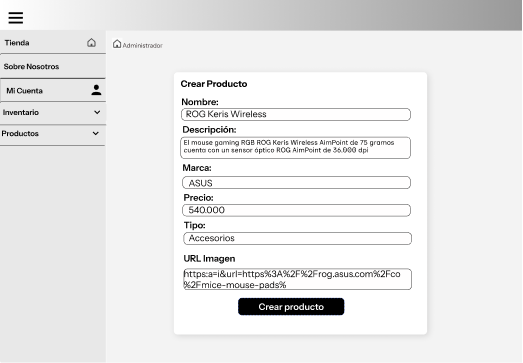 Tienda
Administrador
Sobre Nosotros
Mi Cuenta
Inventario
Productos
Crear Producto
Nombre:
ROG Keris Wireless
Descripción:
El mouse gaming RGB ROG Keris Wireless AimPoint de 75 gramos
cuenta con un sensor óptico ROG AimPoint de 36.000 dpi
Marca:
ASUS
Precio:
540.000
Tipo:
Accesorios
URL Imagen
https:a=i&url=https%3A%2F%2Frog.asus.com%2Fco
%2Fmice-mouse-pads%
Crear producto